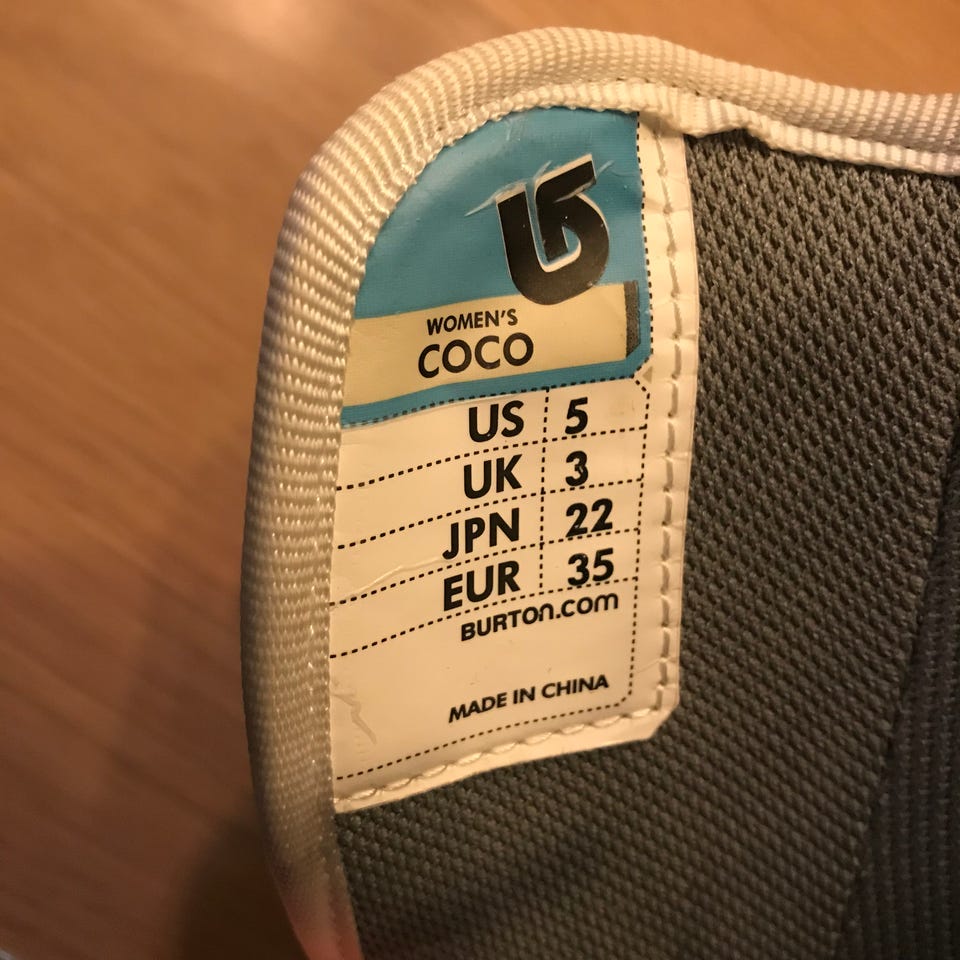 WOMEN'S
COCO
US 5
UK 3
JPN 22
EUR 35
BURTON.COM
MADE IN CHINA